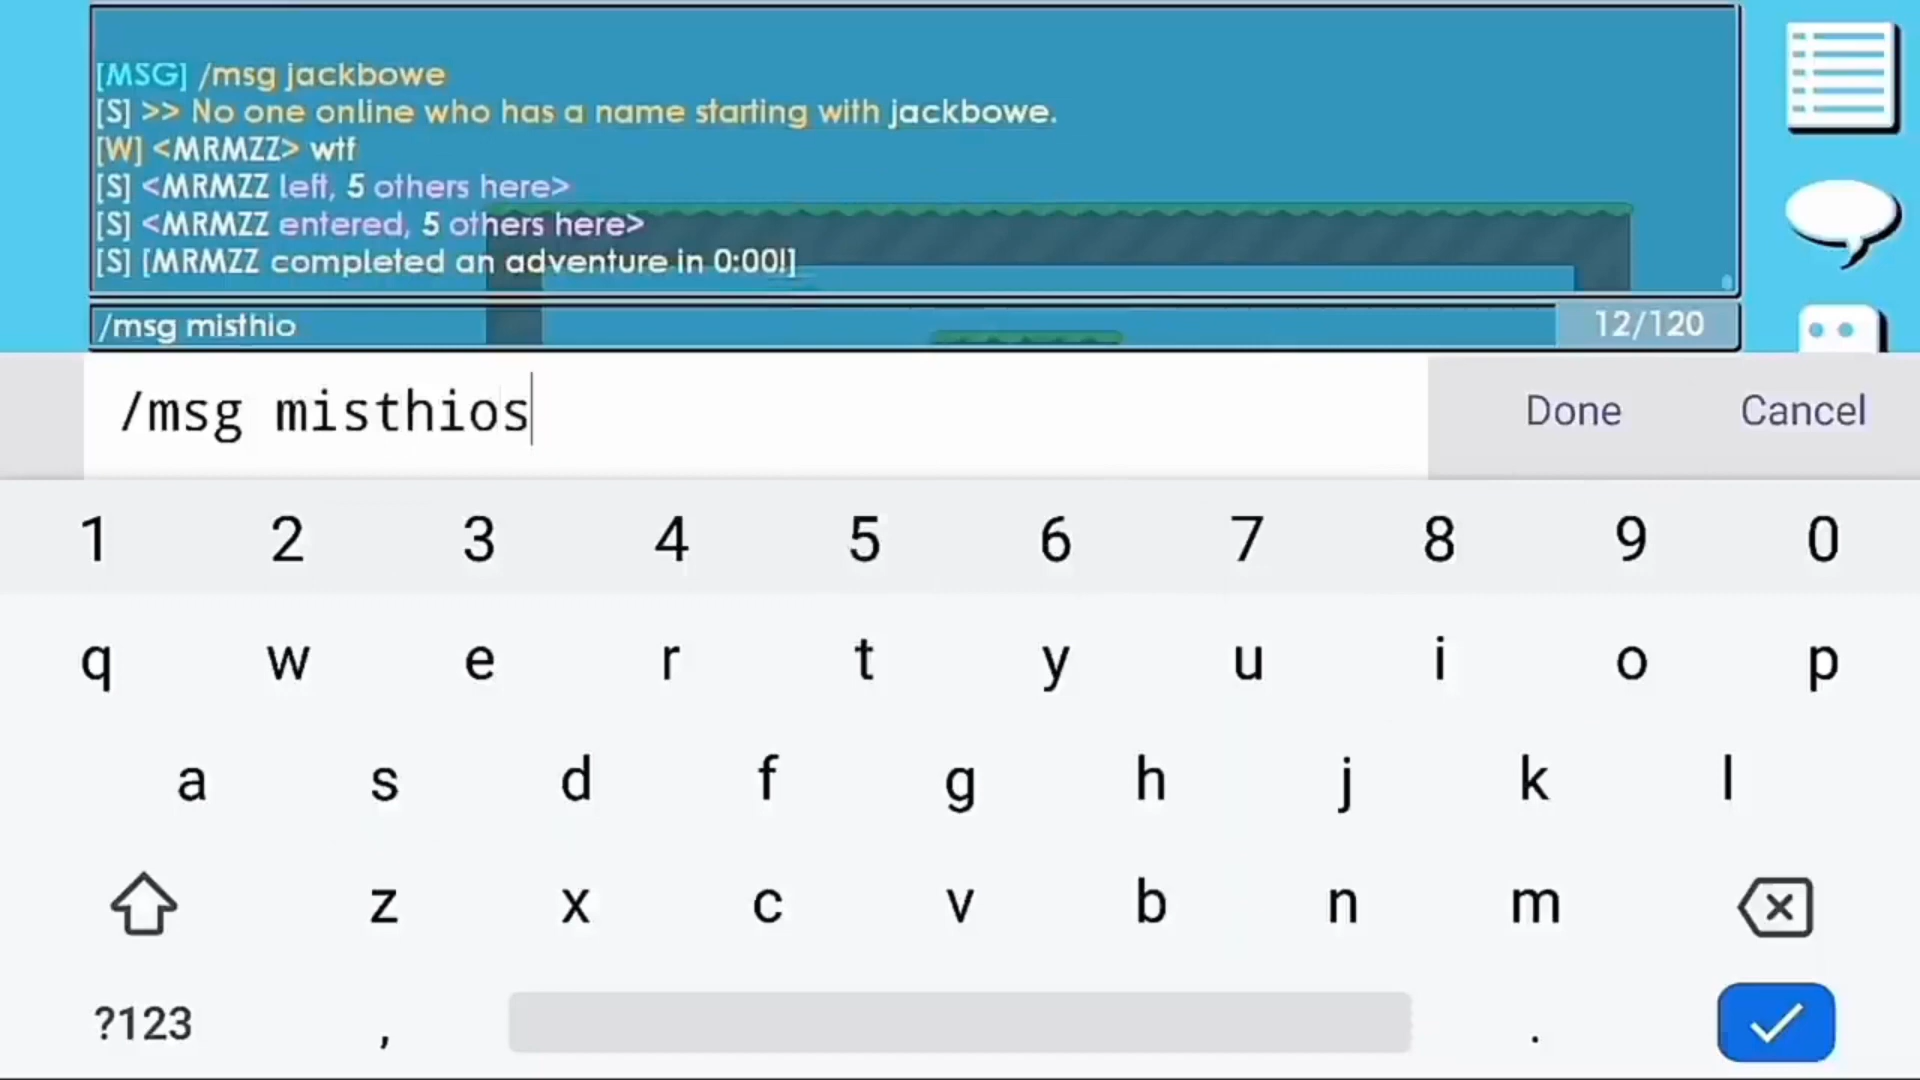 [MSG] /msg jackbowe
[S] >> No one online who has a name starting with jackbowe.
[W] <MRMZZ> wtf
[S] <MRMZZ left, 5 others here>
[S] <MRMZZ entered, 5 others here>
[S] [MRMZZ completed an adventure in 0:00!]
/msg misthio 12/120
/msg misthios Done Cancel
1 2 3 4 5 6 7 8 9 0
q w e r t y u i o p
a s d f g h j k l
z x c v b n m
?123 , .